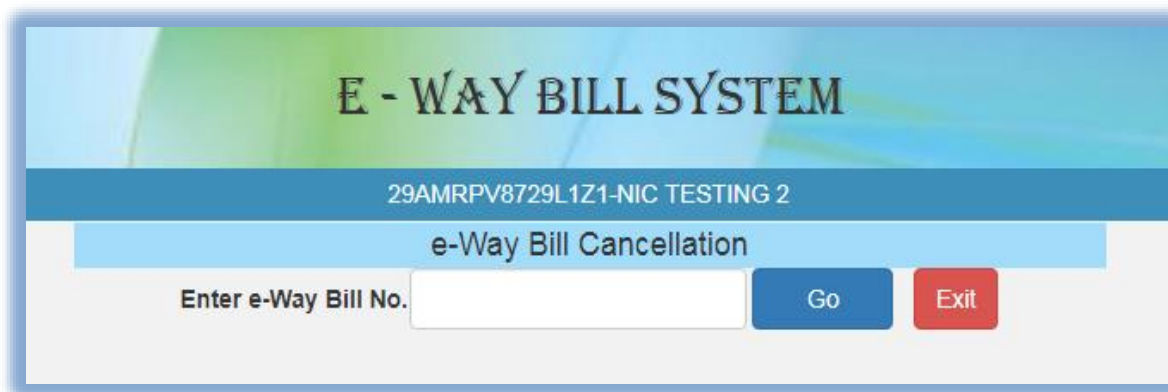 E - WAY BILL SYSTEM
29AMRPV8729L1Z1-NIC TESTING 2
e-Way Bill Cancellation
Enter e-Way Bill No. Go Exit